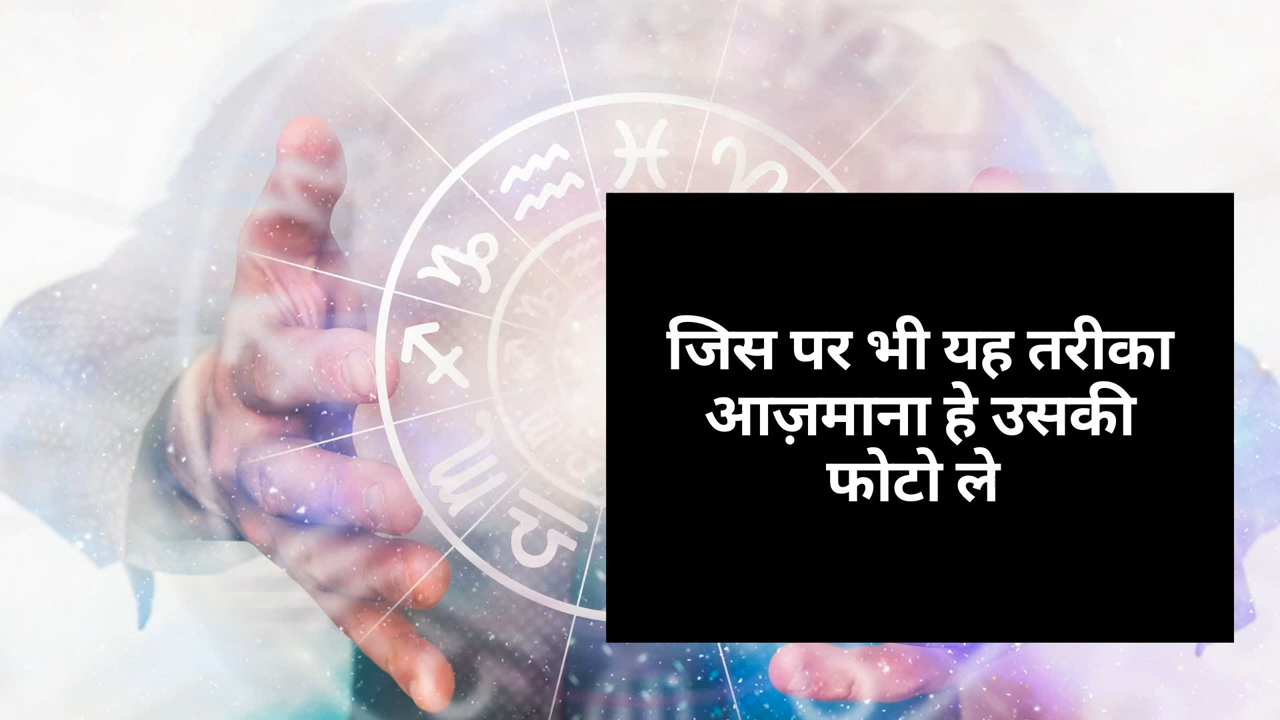 जिस पर भी यह तरीका
आज़माना हे उसकी
फोटो ले